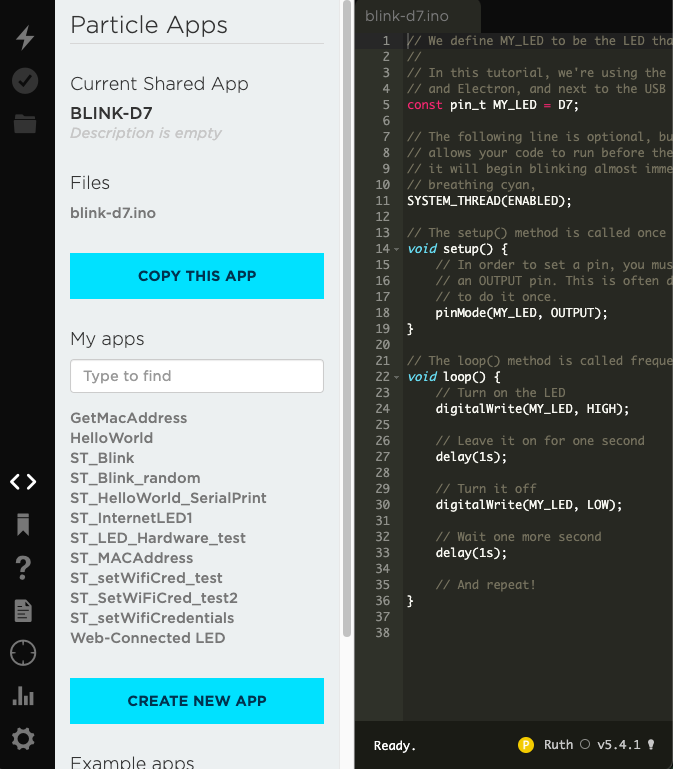 Particle Apps
Current Shared App
BLINK-D7
Description is empty
Files
blink-d7.ino
COPY THIS APP
My apps
Type to find
GetMacAddress
HelloWorld
ST_Blink
ST_Blink_random
ST_HelloWorld_SerialPrint
ST_InternetLED1
ST_LED_Hardware_test
ST_MACAddress
ST_setWifiCred_test
ST_SetWiFiCred_test2
ST_setWifiCredentials
Web-Connected LED
CREATE NEW APP
Example apps
blink-d7.ino
1 // We define MY_LED to be the LED tha
2 //
3 // In this tutorial, we're using the
4 // and Electron, and next to the USB
5 const pin_t MY_LED = D7;
6
7 // The following line is optional, bu
8 // allows your code to run before the
9 // it will begin blinking almost imme
10 // breathing cyan,
11 SYSTEM_THREAD(ENABLED);
12
13 // The setup() method is called once
14 void setup() {
15 // In order to set a pin, you mus
16 // an OUTPUT pin. This is often d
17 // to do it once.
18 pinMode(MY_LED, OUTPUT);
19 }
20
21 // The loop() method is called freque
22 void loop() {
23 // Turn on the LED
24 digitalWrite(MY_LED, HIGH);
25
26 // Leave it on for one second
27 delay(1s);
28
29 // Turn it off
30 digitalWrite(MY_LED, LOW);
31
32 // Wait one more second
33 delay(1s);
34
35 // And repeat!
36 }
37
38
Ready. P Ruth v5.4.1